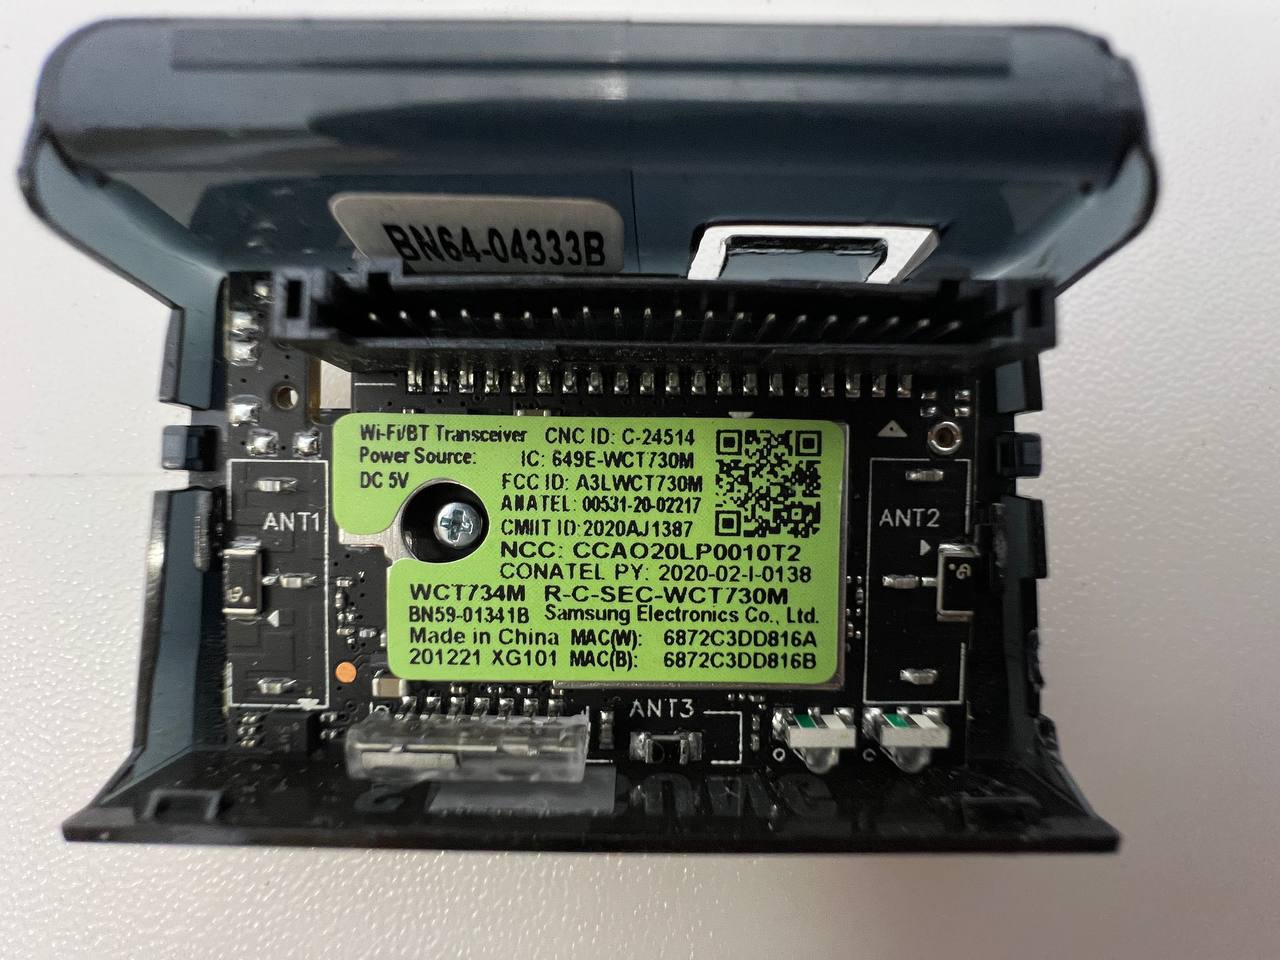 BN64-04333B
Wi-Fi/BT Transceiver CNC ID: C-24514
Power Source: IC: 649E-WCT730M
DC 5V FCC ID: A3LWCT730M
ANATEL: 00531-20-02217
CMIIT ID: 2020AJ1387
NCC: CCAO20LP0010T2
CONATEL PY: 2020-02-I-0138
WCT734M R-C-SEC-WCT730M
BN59-01341B Samsung Electronics Co., Ltd.
Made in China MAC(W): 6872C3DD816A
201221 XG101 MAC(B): 6872C3DD816B
ANT1
ANT2
ANT3